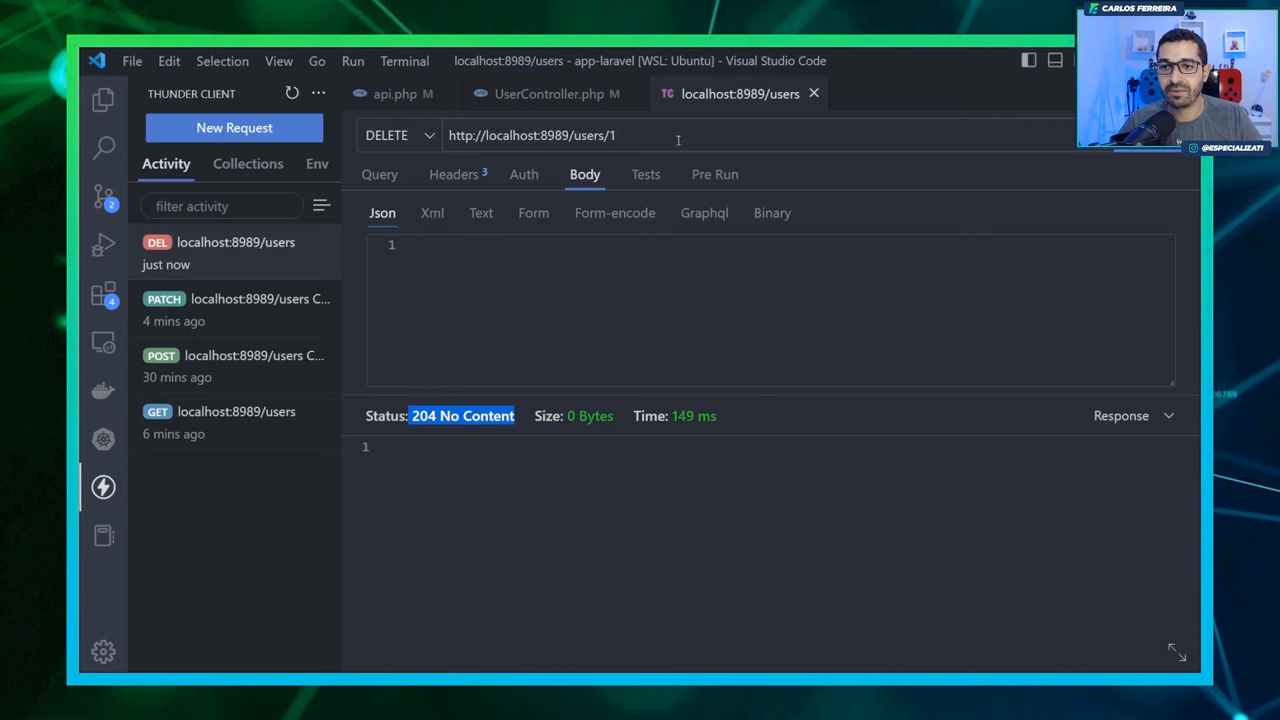 CARLOS FERREIRA
File Edit Selection View Go Run Terminal localhost:8989/users - app-laravel [WSL: Ubuntu] - Visual Studio Code
THUNDER CLIENT
api.php M
UserController.php M
TC localhost:8989/users
New Request
DELETE http://localhost:8989/users/1
@ESPECIALIZATI
Activity Collections Env
Query Headers 3 Auth Body Tests Pre Run
filter activity
Json Xml Text Form Form-encode Graphql Binary
2
DEL localhost:8989/users
just now
1
4
PATCH localhost:8989/users C...
4 mins ago
POST localhost:8989/users C...
30 mins ago
GET localhost:8989/users
6 mins ago
Status: 204 No Content Size: 0 Bytes Time: 149 ms Response
1